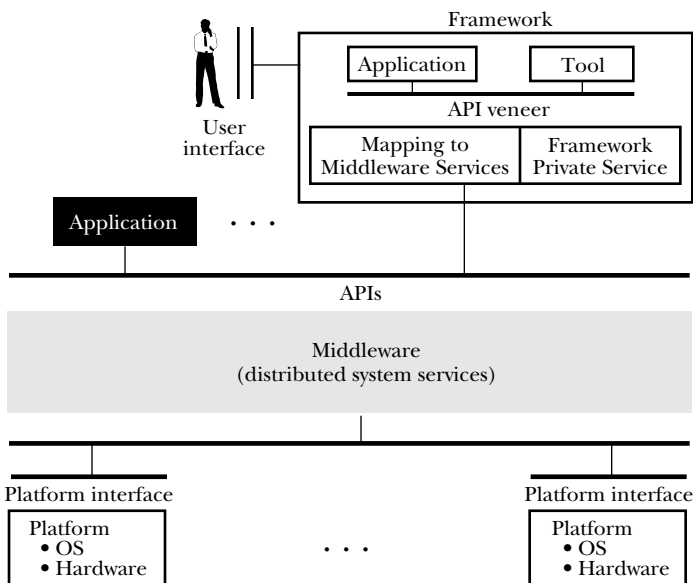 Framework
Application
Tool
API veneer
User
interface
Mapping to
Middleware Services
Framework
Private Service
Application
. . .
APIs
Middleware
(distributed system services)
Platform interface
Platform interface
Platform
• OS
• Hardware
. . .
Platform
• OS
• Hardware